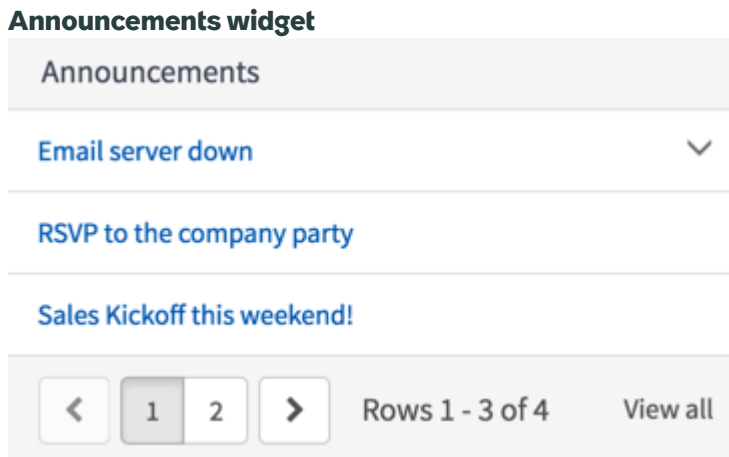 Announcements widget
Announcements
Email server down
RSVP to the company party
Sales Kickoff this weekend!
1 2 Rows 1 - 3 of 4 View all